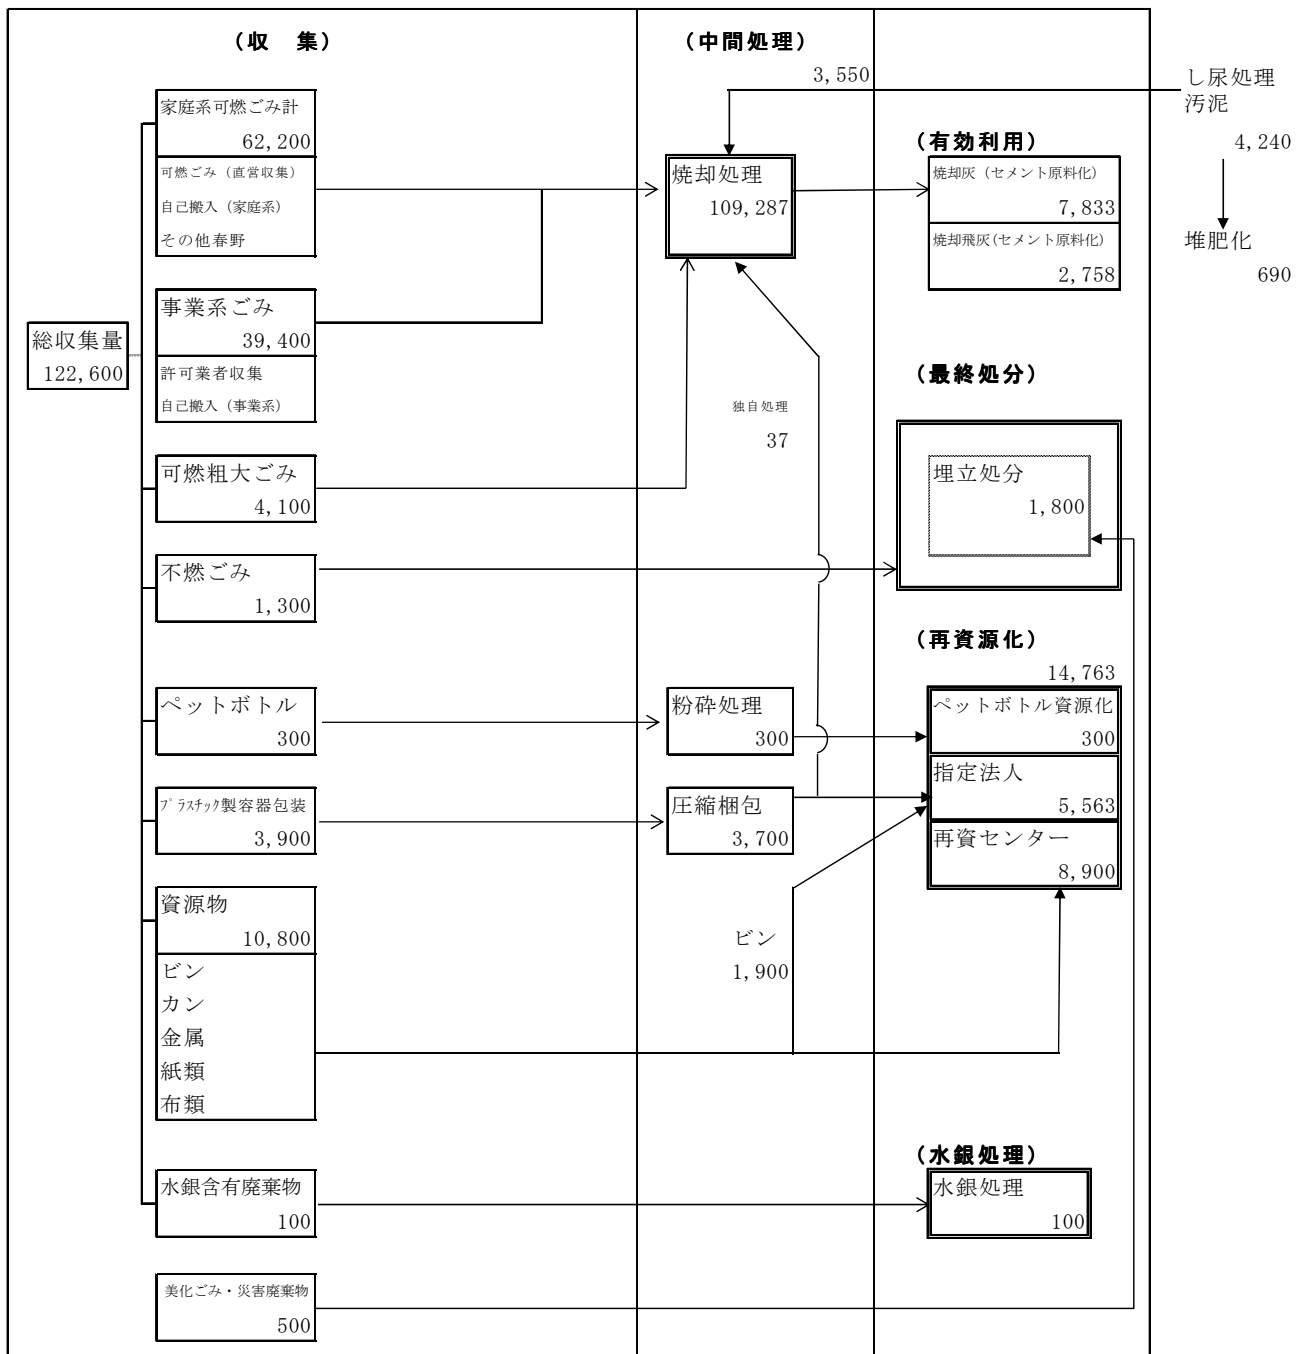 （収　集）
（中間処理）
3,550
し尿処理
汚泥
4,240
堆肥化
690
家庭系可燃ごみ計
62,200
可燃ごみ（直営収集）
自己搬入（家庭系）
その他春野
焼却処理
109,287
（有効利用）
焼却灰（セメント原料化）
7,833
焼却飛灰(セメント原料化)
2,758
事業系ごみ
39,400
許可業者収集
自己搬入（事業系）
総収集量
122,600
独自処理
37
（最終処分）
埋立処分
1,800
可燃粗大ごみ
4,100
不燃ごみ
1,300
（再資源化）
14,763
ペットボトル
300
粉砕処理
300
ペットボトル資源化
300
指定法人
5,563
再資センター
8,900
ﾌﾟﾗｽﾁｯｸ製容器包装
3,900
圧縮梱包
3,700
資源物
10,800
ビン
カン
金属
紙類
布類
ビン
1,900
（水銀処理）
水銀含有廃棄物
100
水銀処理
100
美化ごみ・災害廃棄物
500